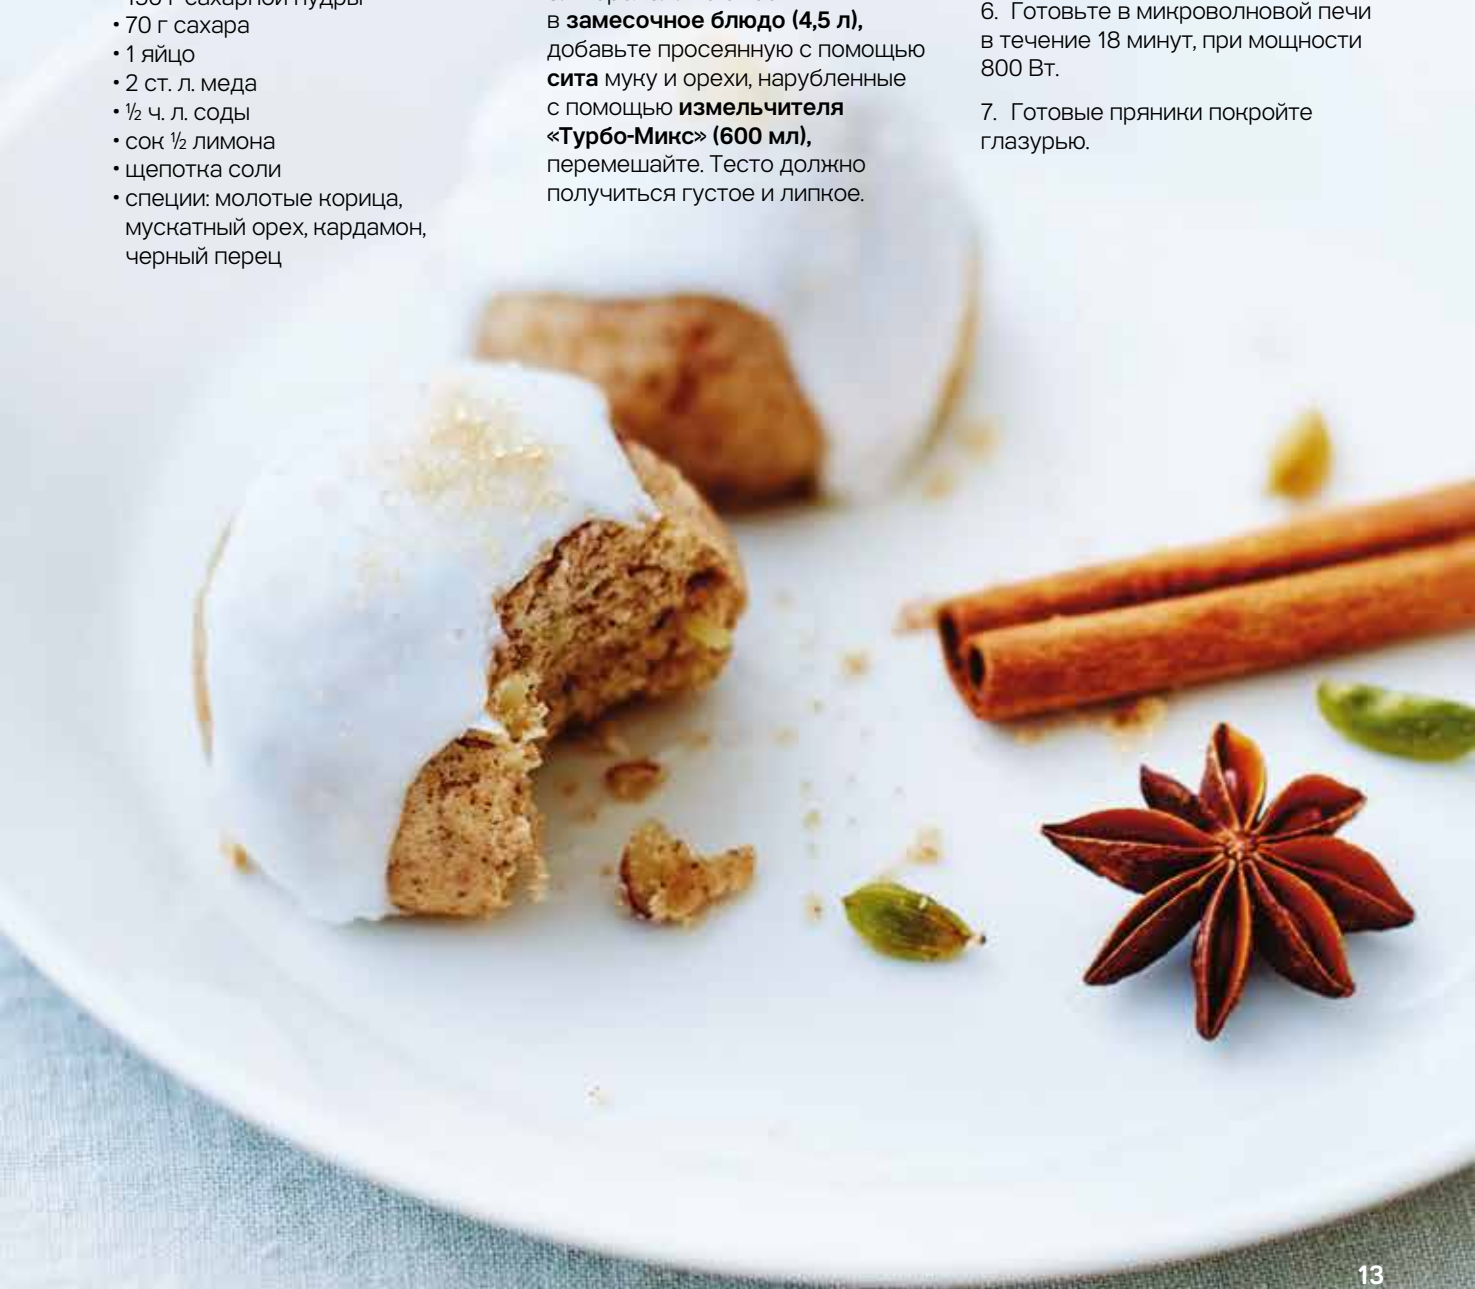 сахарной пудры
• 70 г сахара
• 1 яйцо
• 2 ст. л. меда
• ½ ч. л. соды
• сок ½ лимона
• щепотка соли
• специи: молотые корица,
мускатный орех, кардамон,
черный перец
в замесочное блюдо (4,5 л),
добавьте просеянную с помощью
сита муку и орехи, нарубленные
с помощью измельчителя
«Турбо-Микс» (600 мл),
перемешайте. Тесто должно
получиться густое и липкое.
6. Готовьте в микроволновой печи
в течение 18 минут, при мощности
800 Вт.
7. Готовые пряники покройте
глазурью.
13